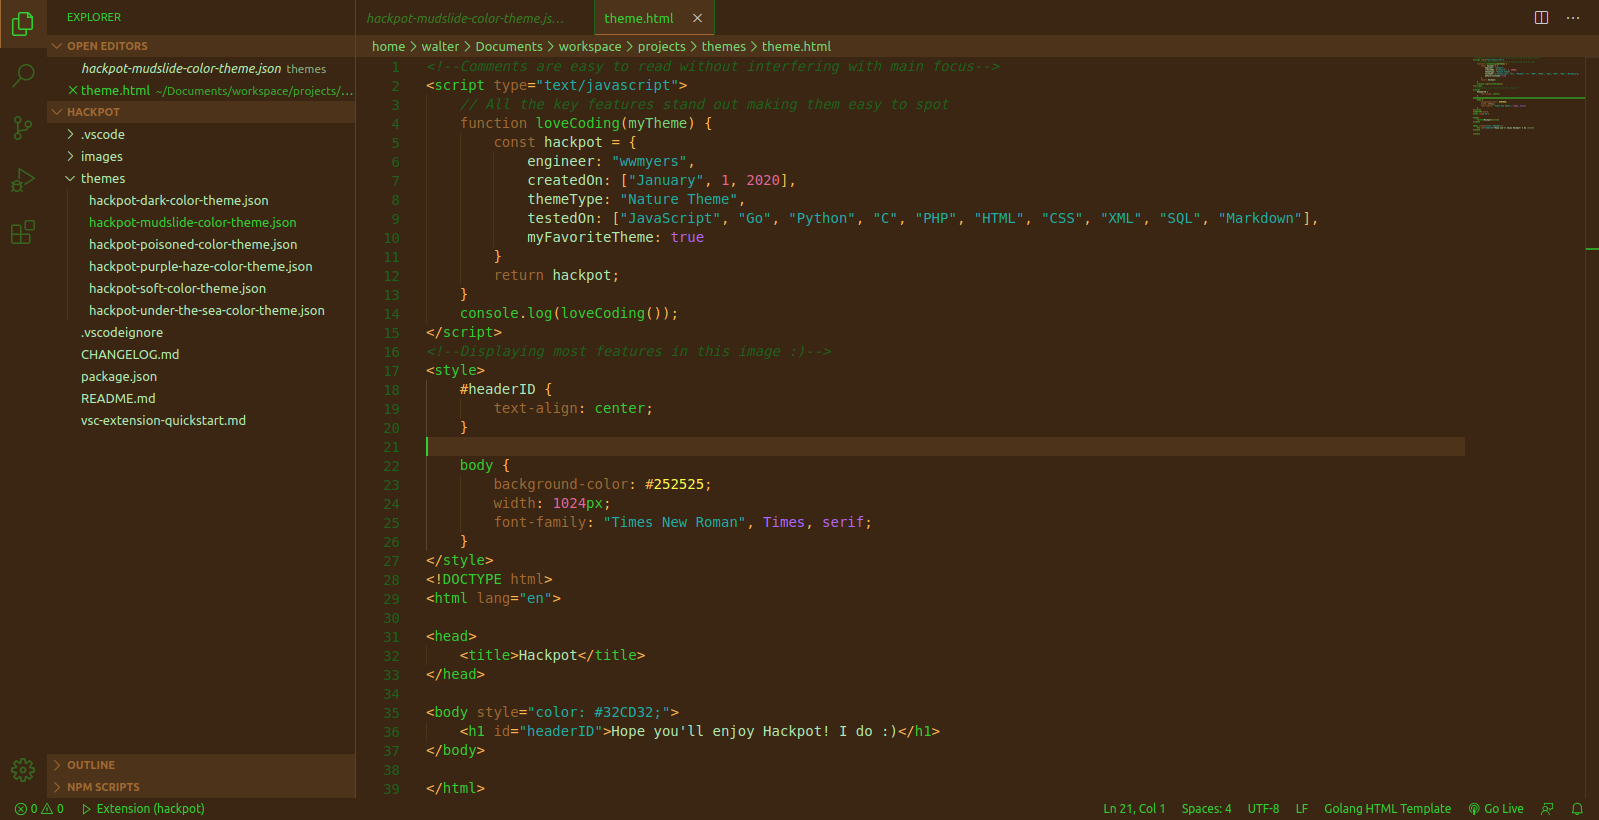 EXPLORER
OPEN EDITORS
hackpot-mudslide-color-theme.json themes
theme.html ~/Documents/workspace/projects/...
HACKPOT
.vscode
images
themes
hackpot-dark-color-theme.json
hackpot-mudslide-color-theme.json
hackpot-poisoned-color-theme.json
hackpot-purple-haze-color-theme.json
hackpot-soft-color-theme.json
hackpot-under-the-sea-color-theme.json
.vscodeignore
CHANGELOG.md
package.json
README.md
vsc-extension-quickstart.md
OUTLINE
NPM SCRIPTS
hackpot-mudslide-color-theme.js...
theme.html
home > walter > Documents > workspace > projects > themes > theme.html
1 <!--Comments are easy to read without interfering with main focus-->
2 <script type="text/javascript">
3 // All the key features stand out making them easy to spot
4 function loveCoding(myTheme) {
5 const hackpot = {
6 engineer: "wwmyers",
7 createdOn: ["January", 1, 2020],
8 themeType: "Nature Theme",
9 testedOn: ["JavaScript", "Go", "Python", "C", "PHP", "HTML", "CSS", "XML", "SQL", "Markdown"],
10 myFavoriteTheme: true
11 }
12 return hackpot;
13 }
14 console.log(loveCoding());
15 </script>
16 <!--Displaying most features in this image :)-->
17 <style>
18 #headerID {
19 text-align: center;
20 }
21
22 body {
23 background-color: #252525;
24 width: 1024px;
25 font-family: "Times New Roman", Times, serif;
26 }
27 </style>
28 <!DOCTYPE html>
29 <html lang="en">
30
31 <head>
32 <title>Hackpot</title>
33 </head>
34
35 <body style="color: #32CD32;">
36 <h1 id="headerID">Hope you'll enjoy Hackpot! I do :)</h1>
37 </body>
38
39 </html>
0 0 Extension (hackpot) Ln 21, Col 1 Spaces: 4 UTF-8 LF Golang HTML Template Go Live